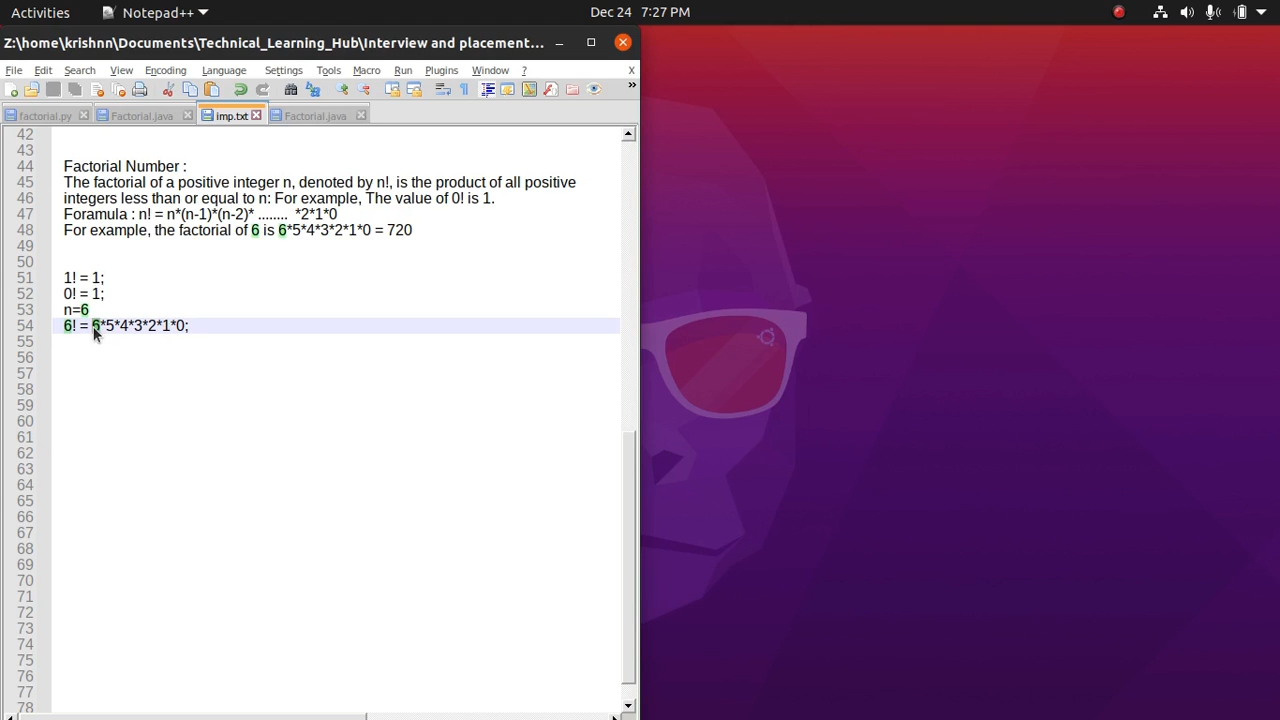 Activities Notepad++ Dec 24 7:27 PM
Z:\home\krishnn\Documents\Technical_Learning_Hub\Interview and placement...
File Edit Search View Encoding Language Settings Tools Macro Run Plugins Window ? X
factorial.py Factorial.java imp.txt Factorial.java
42
43
44 Factorial Number :
45 The factorial of a positive integer n, denoted by n!, is the product of all positive
46 integers less than or equal to n: For example, The value of 0! is 1.
47 Foramula : n! = n*(n-1)*(n-2)* ........ *2*1*0
48 For example, the factorial of 6 is 6*5*4*3*2*1*0 = 720
49
50
51 1! = 1;
52 0! = 1;
53 n=6
54 6! = 6*5*4*3*2*1*0;
55
56
57
58
59
60
61
62
63
64
65
66
67
68
69
70
71
72
73
74
75
76
77
78